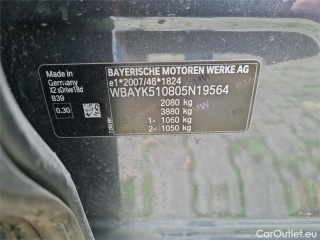 BAYERISCHE MOTOREN WERKE AG
e1*2007/46*1824
WBAYK510805N19564
2080 kg
3880 kg
1- 1060 kg
2- 1050 kg
Made in
Germany
X2 sDrive18d
B39
0.30
CarOutlet.eu